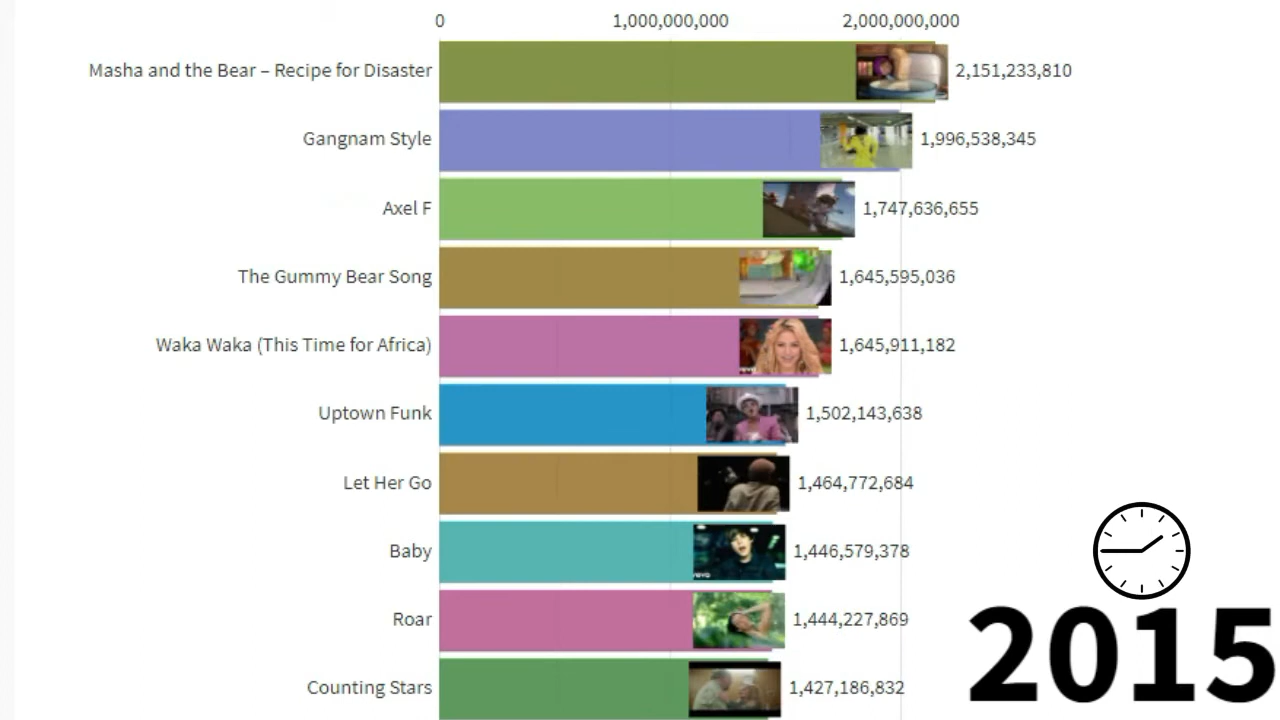 0 1,000,000,000 2,000,000,000
Masha and the Bear – Recipe for Disaster 2,151,233,810
Gangnam Style 1,996,538,345
Axel F 1,747,636,655
The Gummy Bear Song 1,645,595,036
Waka Waka (This Time for Africa) 1,645,911,182
Uptown Funk 1,502,143,638
Let Her Go 1,464,772,684
Baby 1,446,579,378
Roar 1,444,227,869
Counting Stars 1,427,186,832
2015